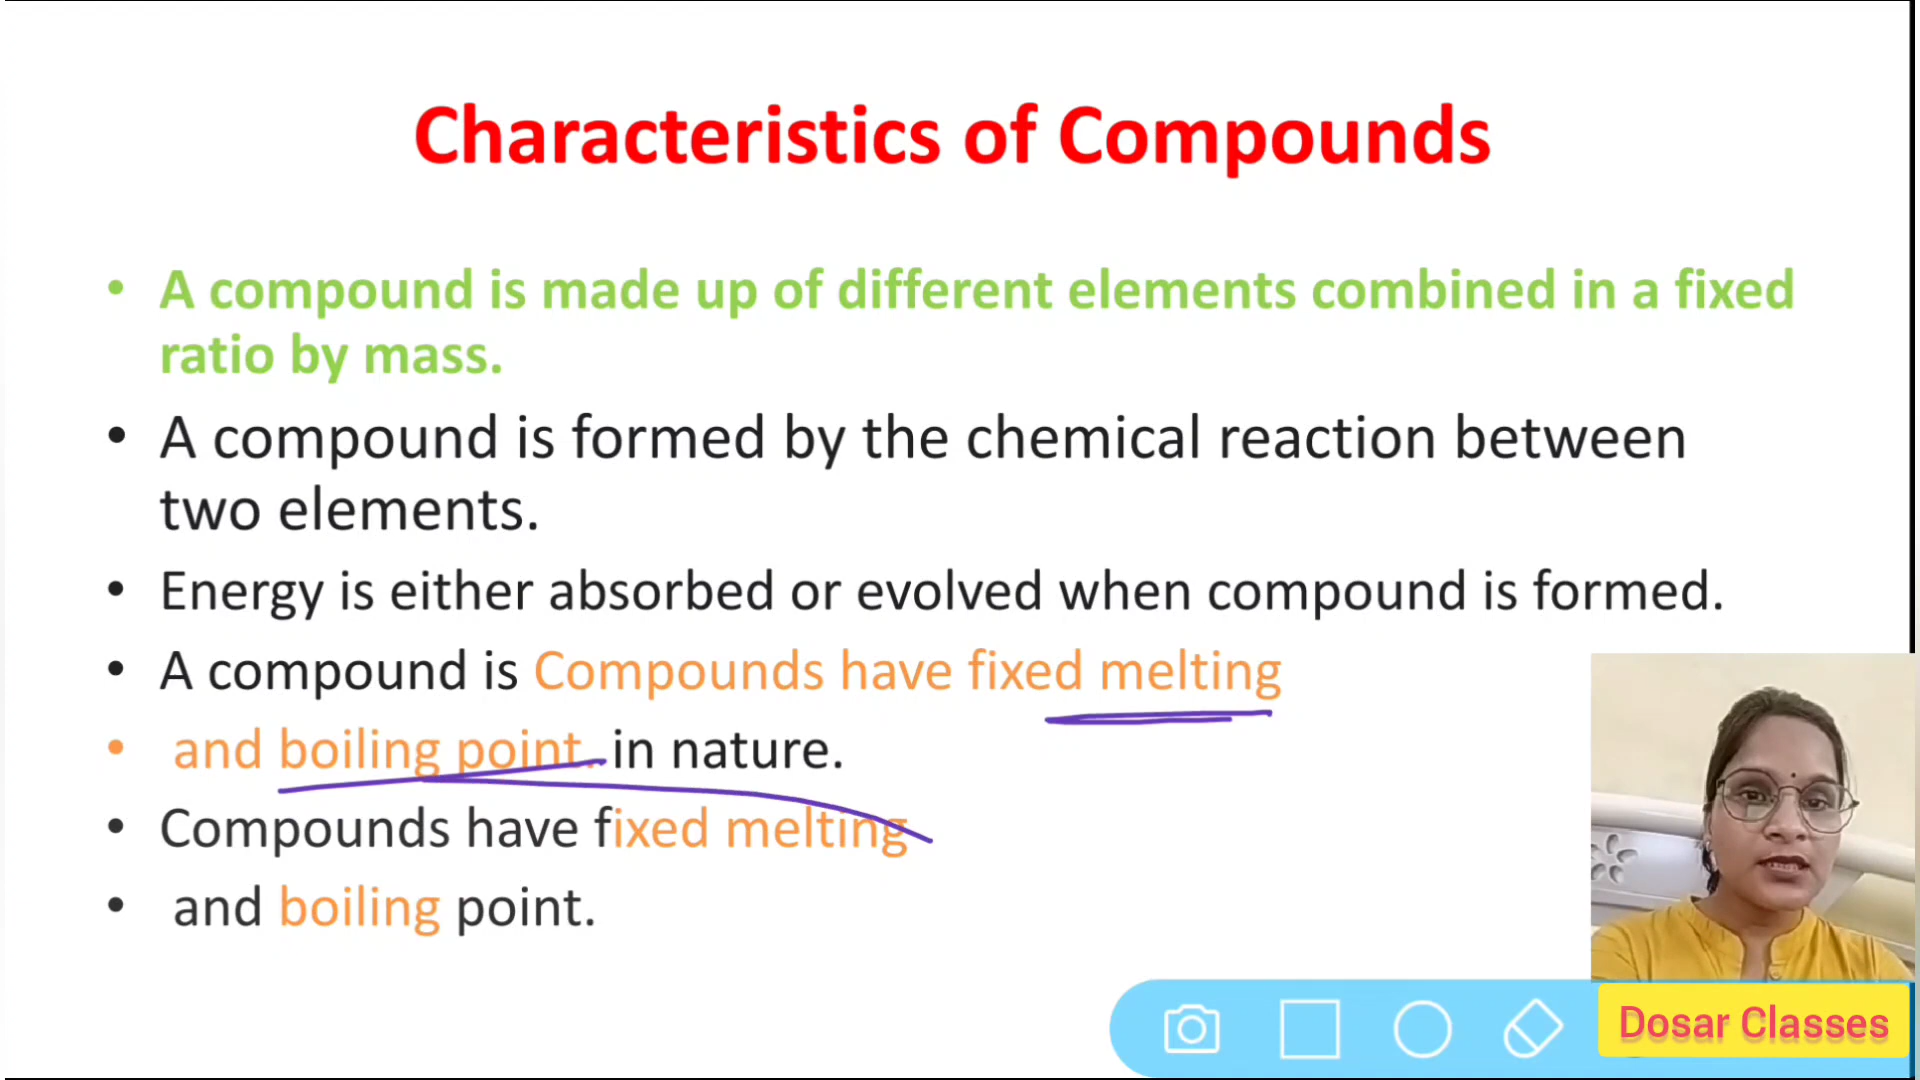 Characteristics of Compounds
• A compound is made up of different elements combined in a fixed
ratio by mass.
• A compound is formed by the chemical reaction between
two elements.
• Energy is either absorbed or evolved when compound is formed.
• A compound is Compounds have fixed melting
• and boiling point. in nature.
• Compounds have fixed melting
• and boiling point.
Dosar Classes